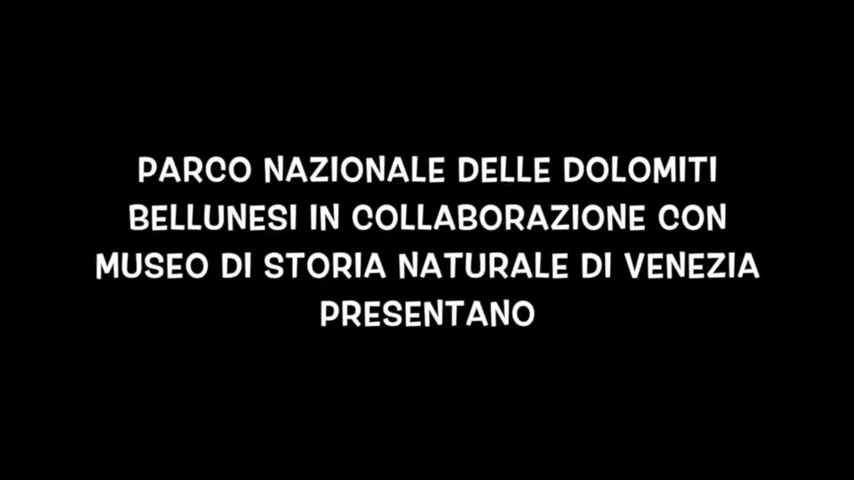 PARCO NAZIONALE DELLE DOLOMITI
BELLUNESI IN COLLABORAZIONE CON
MUSEO DI STORIA NATURALE DI VENEZIA
PRESENTANO